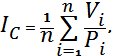 I_C = \frac{1}{n} \sum_{i=1}^{n} \frac{V_i}{P_i},